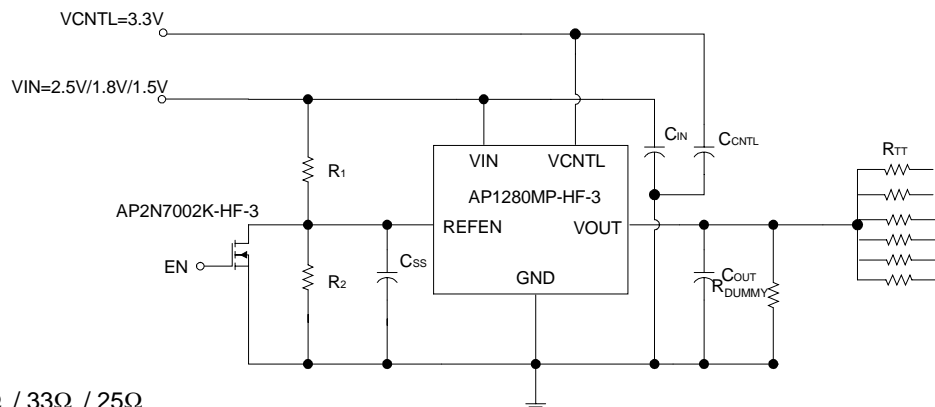 VCNTL=3.3V
VIN=2.5V/1.8V/1.5V
CIN
CCNTL
RTT
R1
VIN
VCNTL
AP1280MP-HF-3
AP2N7002K-HF-3
REFEN
VOUT
EN
R2
CSS
GND
COUT
RDUMMY
/ 33Ω / 25Ω